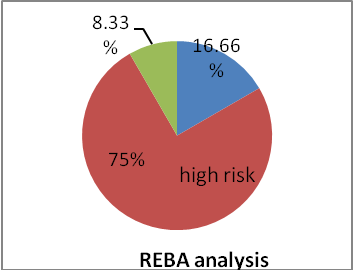 8.33
%
16.66
%
75%
high risk
REBA analysis